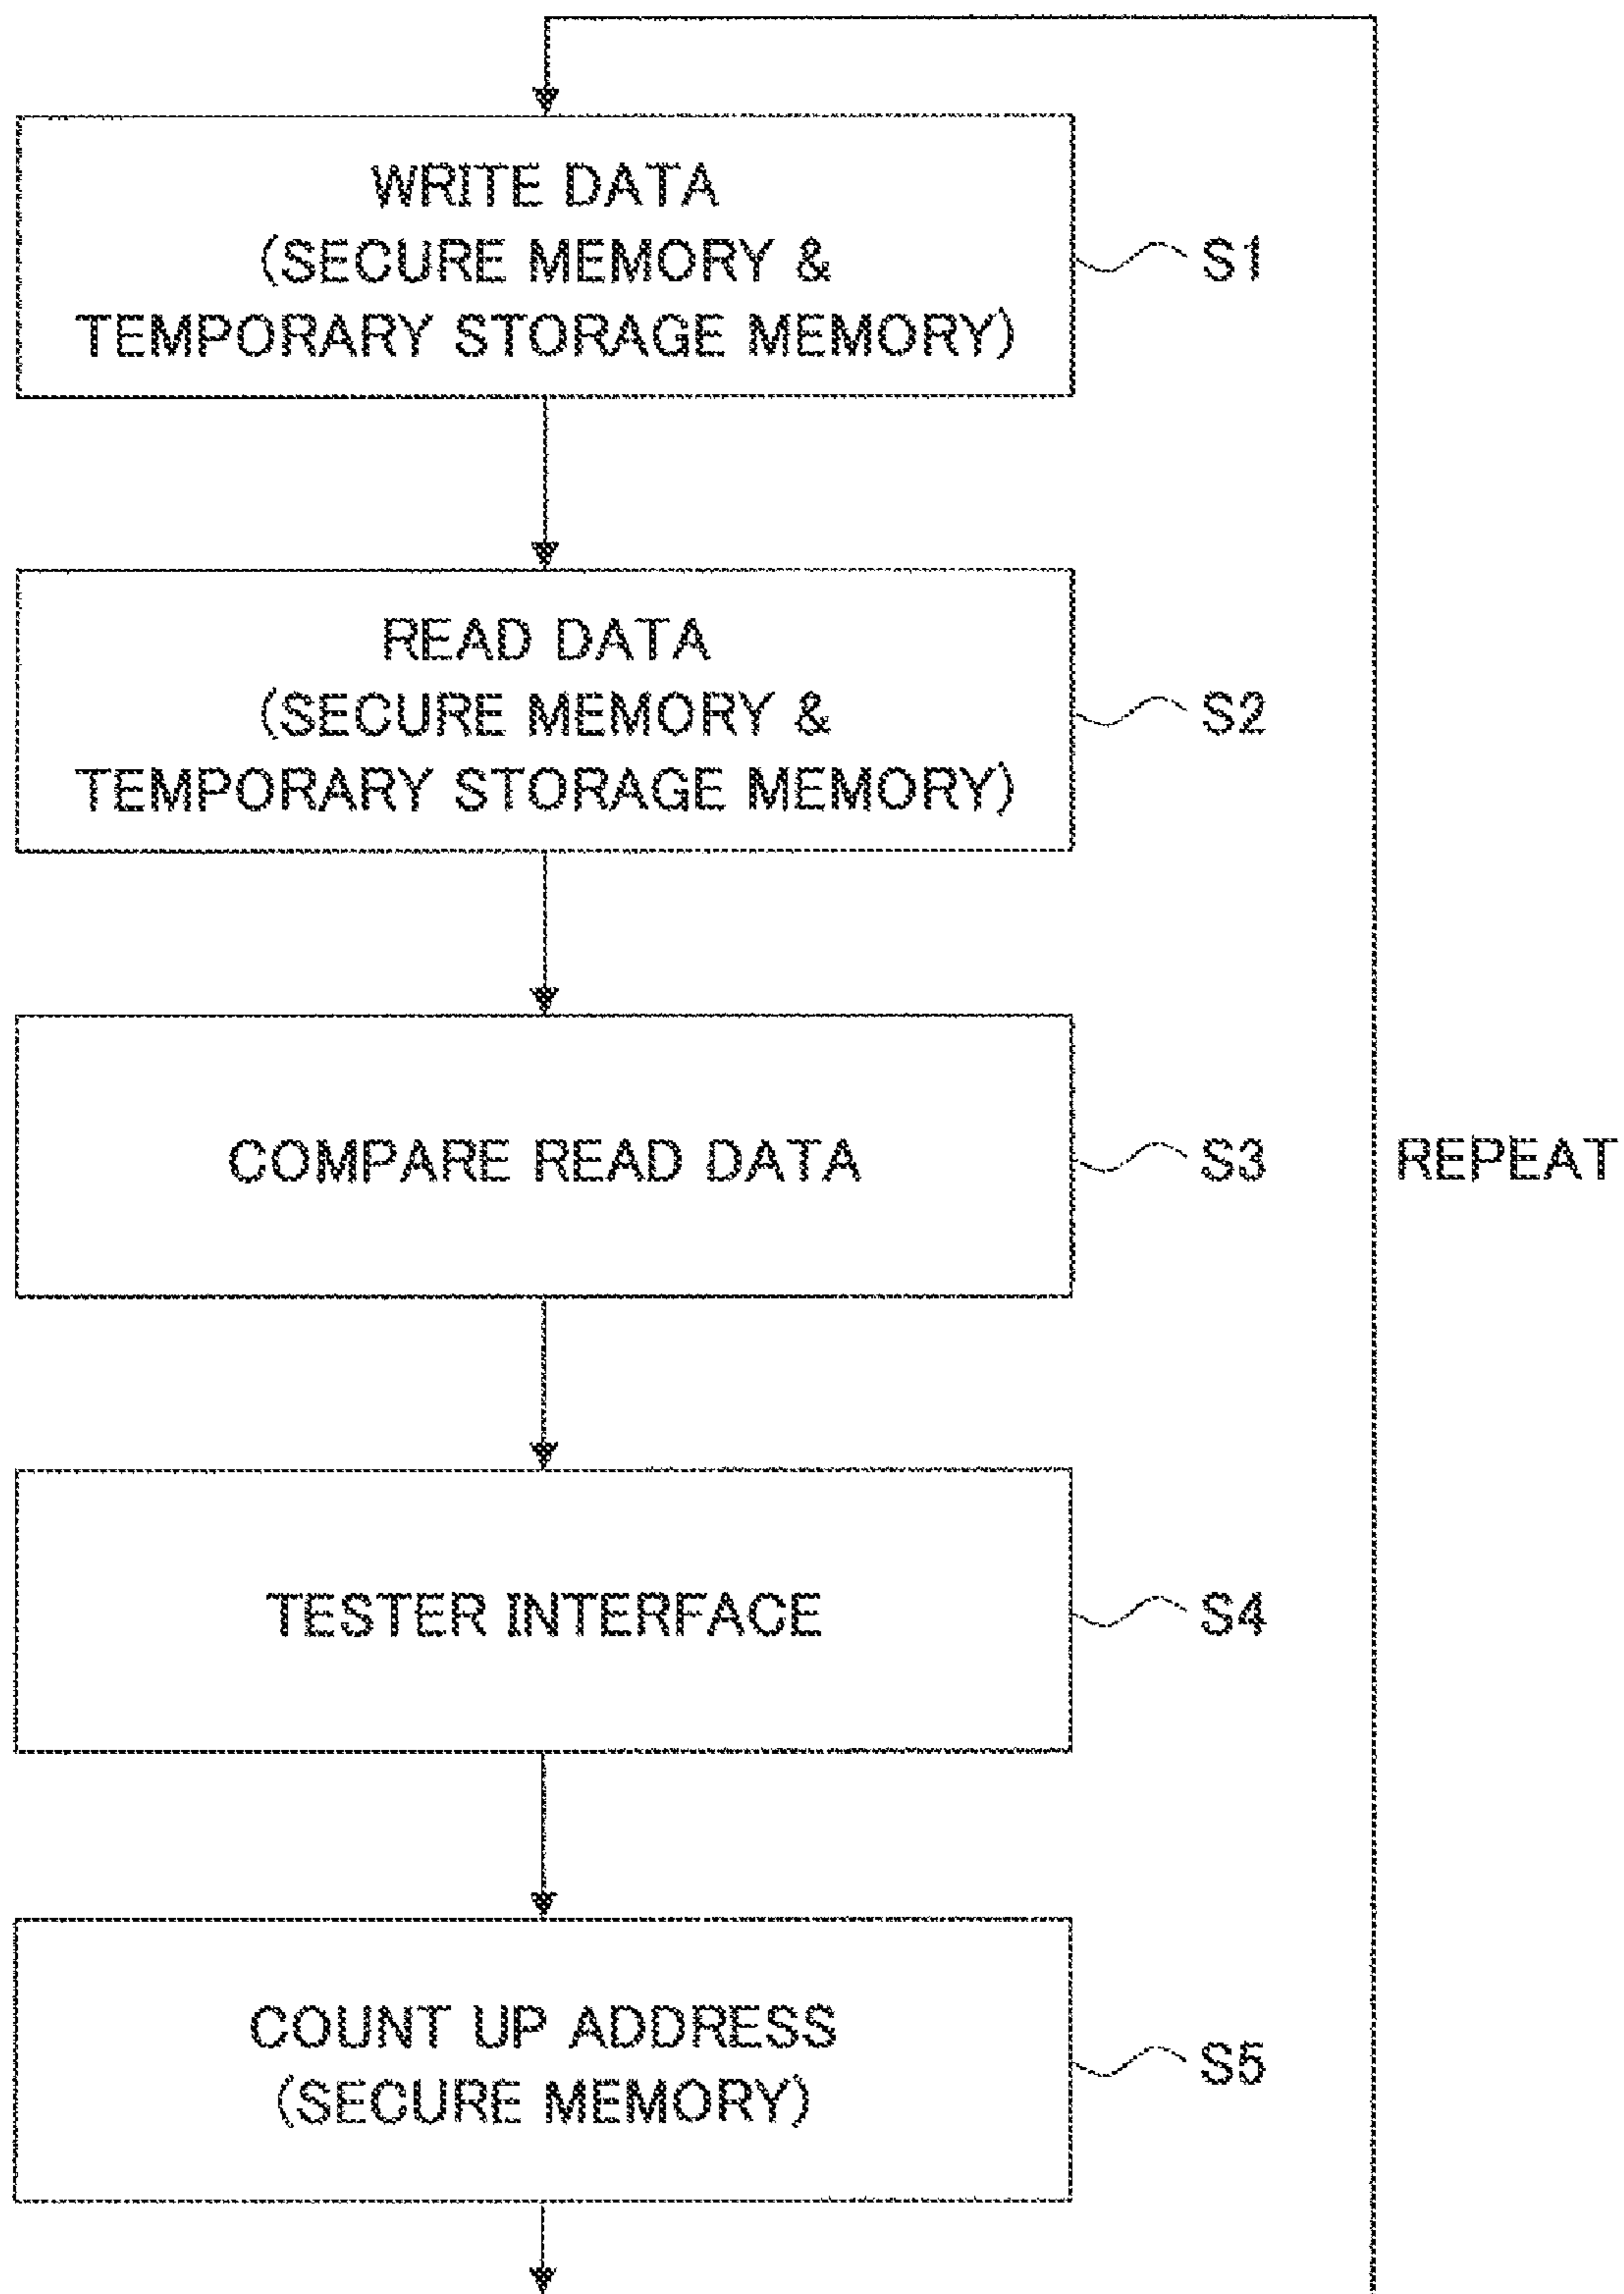 WRITE DATA
(SECURE MEMORY &
TEMPORARY STORAGE MEMORY)
S1
READ DATA
(SECURE MEMORY &
TEMPORARY STORAGE MEMORY)
S2
COMPARE READ DATA
S3
REPEAT
TESTER INTERFACE
S4
COUNT UP ADDRESS
(SECURE MEMORY)
S5